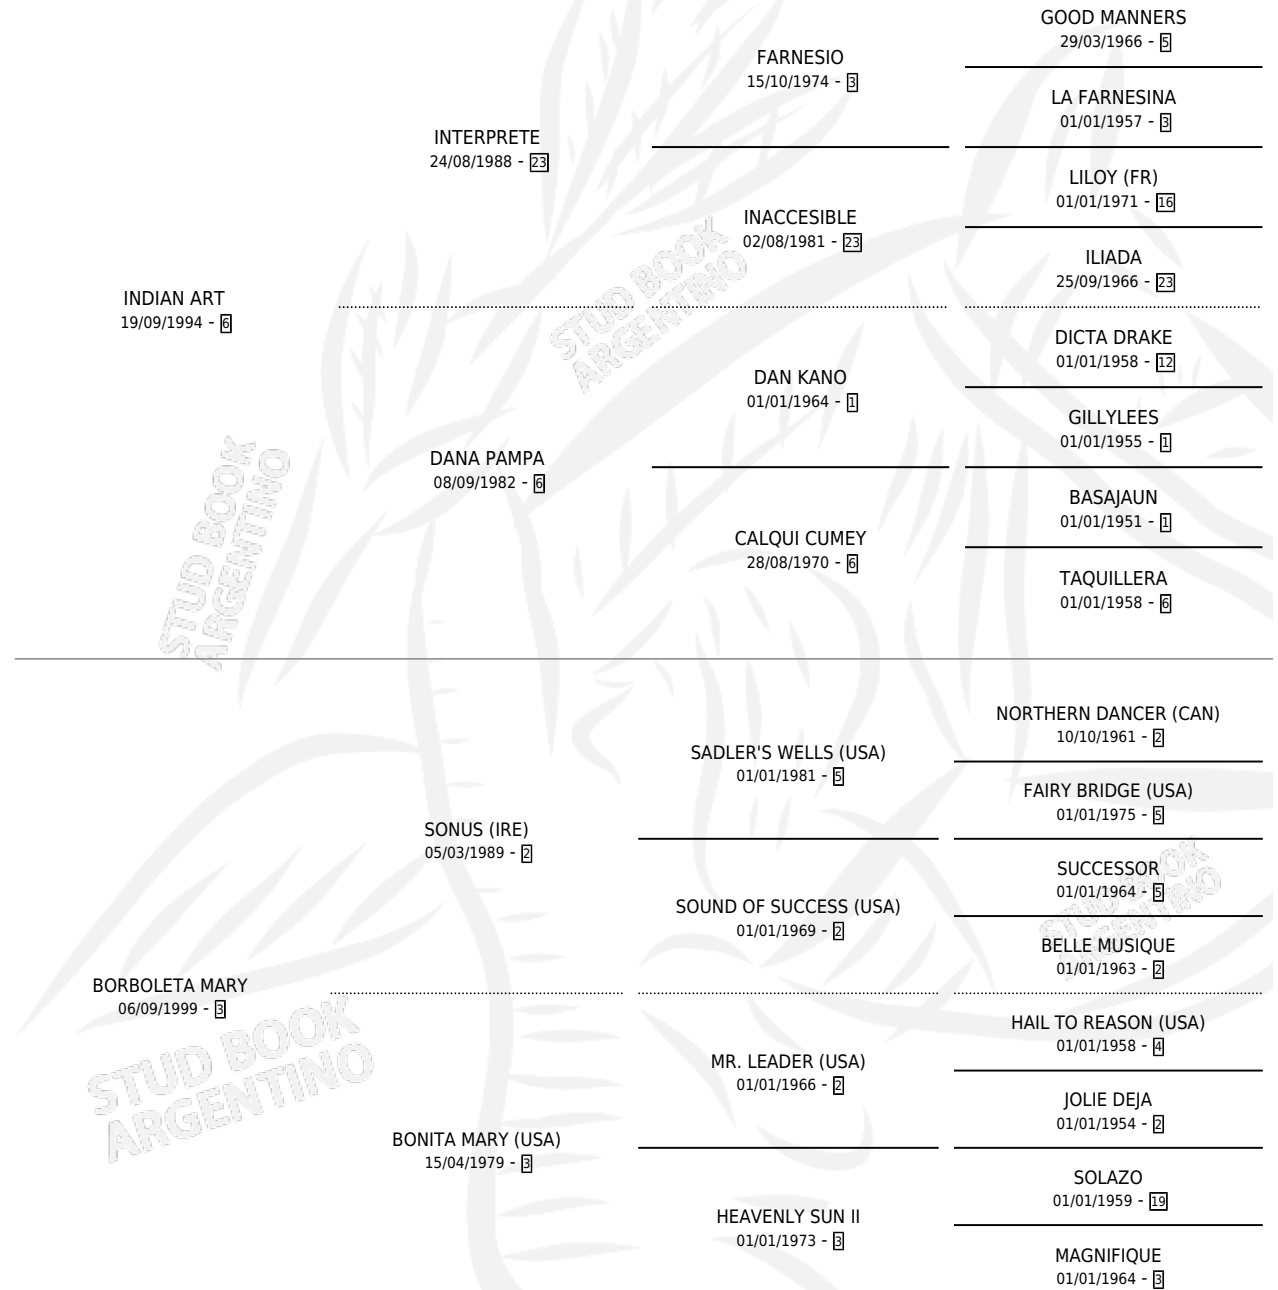 GOOD MANNERS
29/03/1966 - 5
FARNESIO
15/10/1974 - 3
LA FARNESINA
01/01/1957 - 3
INTERPRETE
24/08/1988 - 23
LILOY (FR)
01/01/1971 - 16
INACCESIBLE
02/08/1981 - 23
ILIADA
25/09/1966 - 23
INDIAN ART
19/09/1994 - 6
DICTA DRAKE
01/01/1958 - 12
DAN KANO
01/01/1964 - 1
GILLYLEES
01/01/1955 - 1
DANA PAMPA
08/09/1982 - 6
BASAJAUN
01/01/1951 - 1
CALQUI CUMEY
28/08/1970 - 6
TAQUILLERA
01/01/1958 - 6
NORTHERN DANCER (CAN)
10/10/1961 - 2
SADLER'S WELLS (USA)
01/01/1981 - 5
FAIRY BRIDGE (USA)
01/01/1975 - 5
SONUS (IRE)
05/03/1989 - 2
SUCCESSOR
01/01/1964 - 5
SOUND OF SUCCESS (USA)
01/01/1969 - 2
BELLE MUSIQUE
01/01/1963 - 2
BORBOLETA MARY
06/09/1999 - 3
HAIL TO REASON (USA)
01/01/1958 - 4
MR. LEADER (USA)
01/01/1966 - 2
JOLIE DEJA
01/01/1954 - 2
BONITA MARY (USA)
15/04/1979 - 3
SOLAZO
01/01/1959 - 19
HEAVENLY SUN II
01/01/1973 - 3
MAGNIFIQUE
01/01/1964 - 3
STUD BOOK
ARGENTINO
STUD BOOK
ARGENTINO
STUD BOOK
ARGENTINO
STUD BOOK
ARGENTINO